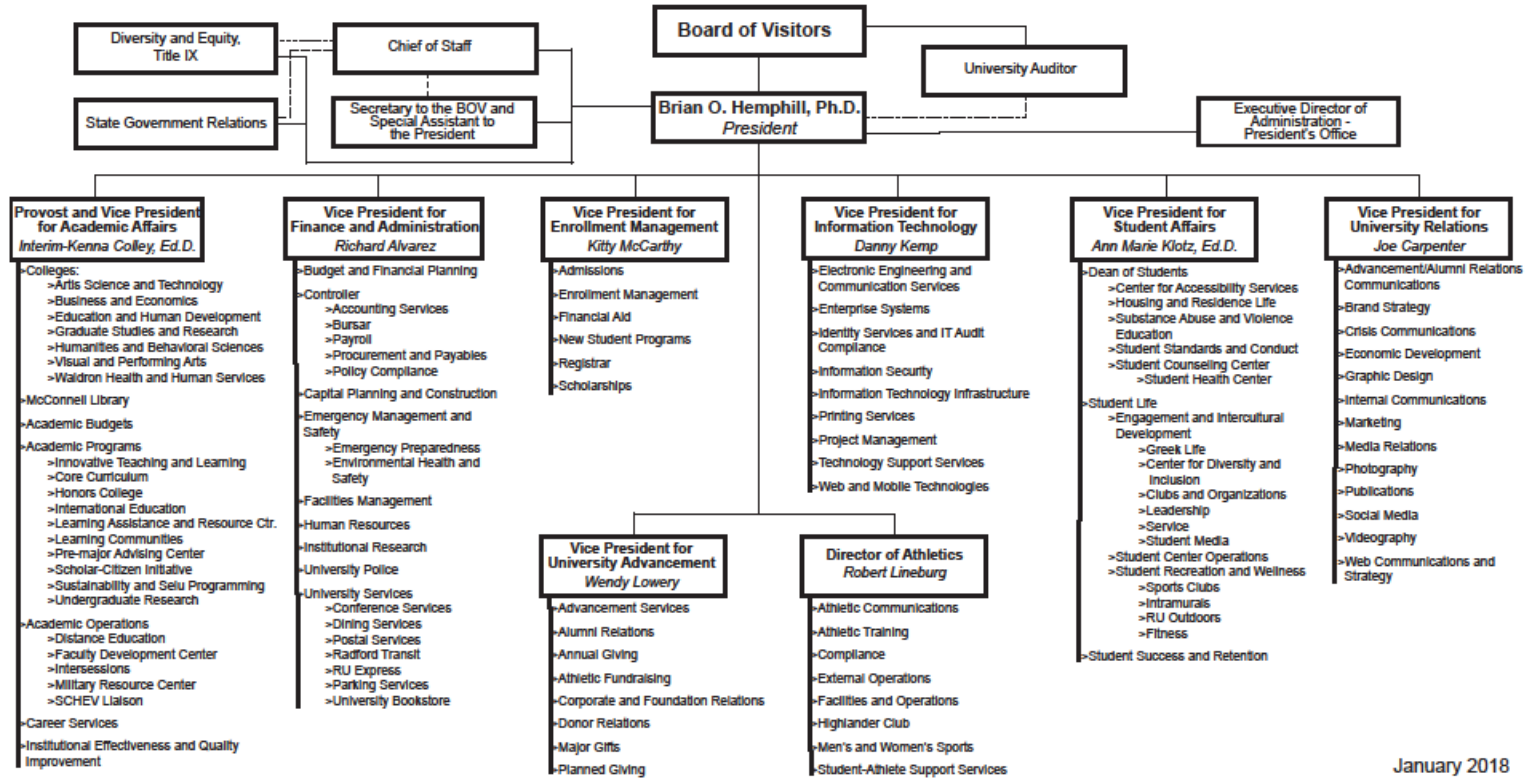 Diversity and Equity,
Title IX
Chief of Staff
Board of Visitors
University Auditor
State Government Relations
Secretary to the BOV and
Special Assistant to
the President
Brian O. Hemphill, Ph.D.
President
Executive Director of
Administration -
President's Office
Provost and Vice President
for Academic Affairs
Interim-Kenna Colley, Ed.D.
>Colleges:
>Artis Science and Technology
>Business and Economics
>Education and Human Development
>Graduate Studies and Research
>Humanities and Behavioral Sciences
>Visual and Performing Arts
>Waldron Health and Human Services
>McConnell Library
>Academic Budgets
>Academic Programs
>Innovative Teaching and Learning
>Core Curriculum
>Honors College
>International Education
>Learning Assistance and Resource Ctr.
>Learning Communities
>Pre-major Advising Center
>Scholar-Citizen Initiative
>Sustainability and Selu Programming
>Undergraduate Research
>Academic Operations
>Distance Education
>Faculty Development Center
>Intersessions
>Military Resource Center
>SCHEV Liaison
>Career Services
>Institutional Effectiveness and Quality
Improvement
Vice President for
Finance and Administration
Richard Alvarez
>Budget and Financial Planning
>Controller
>Accounting Services
>Bursar
>Payroll
>Procurement and Payables
>Policy Compliance
>Capital Planning and Construction
>Emergency Management and
Safety
>Emergency Preparedness
>Environmental Health and
Safety
>Facilities Management
>Human Resources
>Institutional Research
>University Police
>University Services
>Conference Services
>Dining Services
>Postal Services
>Radford Transit
>RU Express
>Parking Services
>University Bookstore
Vice President for
Enrollment Management
Kitty McCarthy
>Admissions
>Enrollment Management
>Financial Aid
>New Student Programs
>Registrar
>Scholarships
Vice President for
Information Technology
Danny Kemp
>Electronic Engineering and
Communication Services
>Enterprise Systems
>Identity Services and IT Audit
Compliance
>Information Security
>Information Technology Infrastructure
>Printing Services
>Project Management
>Technology Support Services
>Web and Mobile Technologies
Vice President for
Student Affairs
Ann Marie Klotz, Ed.D.
>Dean of Students
>Center for Accessibility Services
>Housing and Residence Life
>Substance Abuse and Violence
Education
>Student Standards and Conduct
>Student Counseling Center
>Student Health Center
>Student Life
>Engagement and Intercultural
Development
>Greek Life
>Center for Diversity and
Inclusion
>Clubs and Organizations
>Leadership
>Service
>Student Media
>Student Center Operations
>Student Recreation and Wellness
>Sports Clubs
>Intramurals
>RU Outdoors
>Fitness
>Student Success and Retention
Vice President for
University Relations
Joe Carpenter
>Advancement/Alumni Relations
Communications
>Brand Strategy
>Crisis Communications
>Economic Development
>Graphic Design
>Internal Communications
>Marketing
>Media Relations
>Photography
>Publications
>Social Media
>Videography
>Web Communications and
Strategy
Vice President for
University Advancement
Wendy Lowery
>Advancement Services
>Alumni Relations
>Annual Giving
>Athletic Fundraising
>Corporate and Foundation Relations
>Donor Relations
>Major Gifts
>Planned Giving
Director of Athletics
Robert Lineburg
>Athletic Communications
>Athletic Training
>Compliance
>External Operations
>Facilities and Operations
>Highlander Club
>Men's and Women's Sports
>Student-Athlete Support Services
January 2018